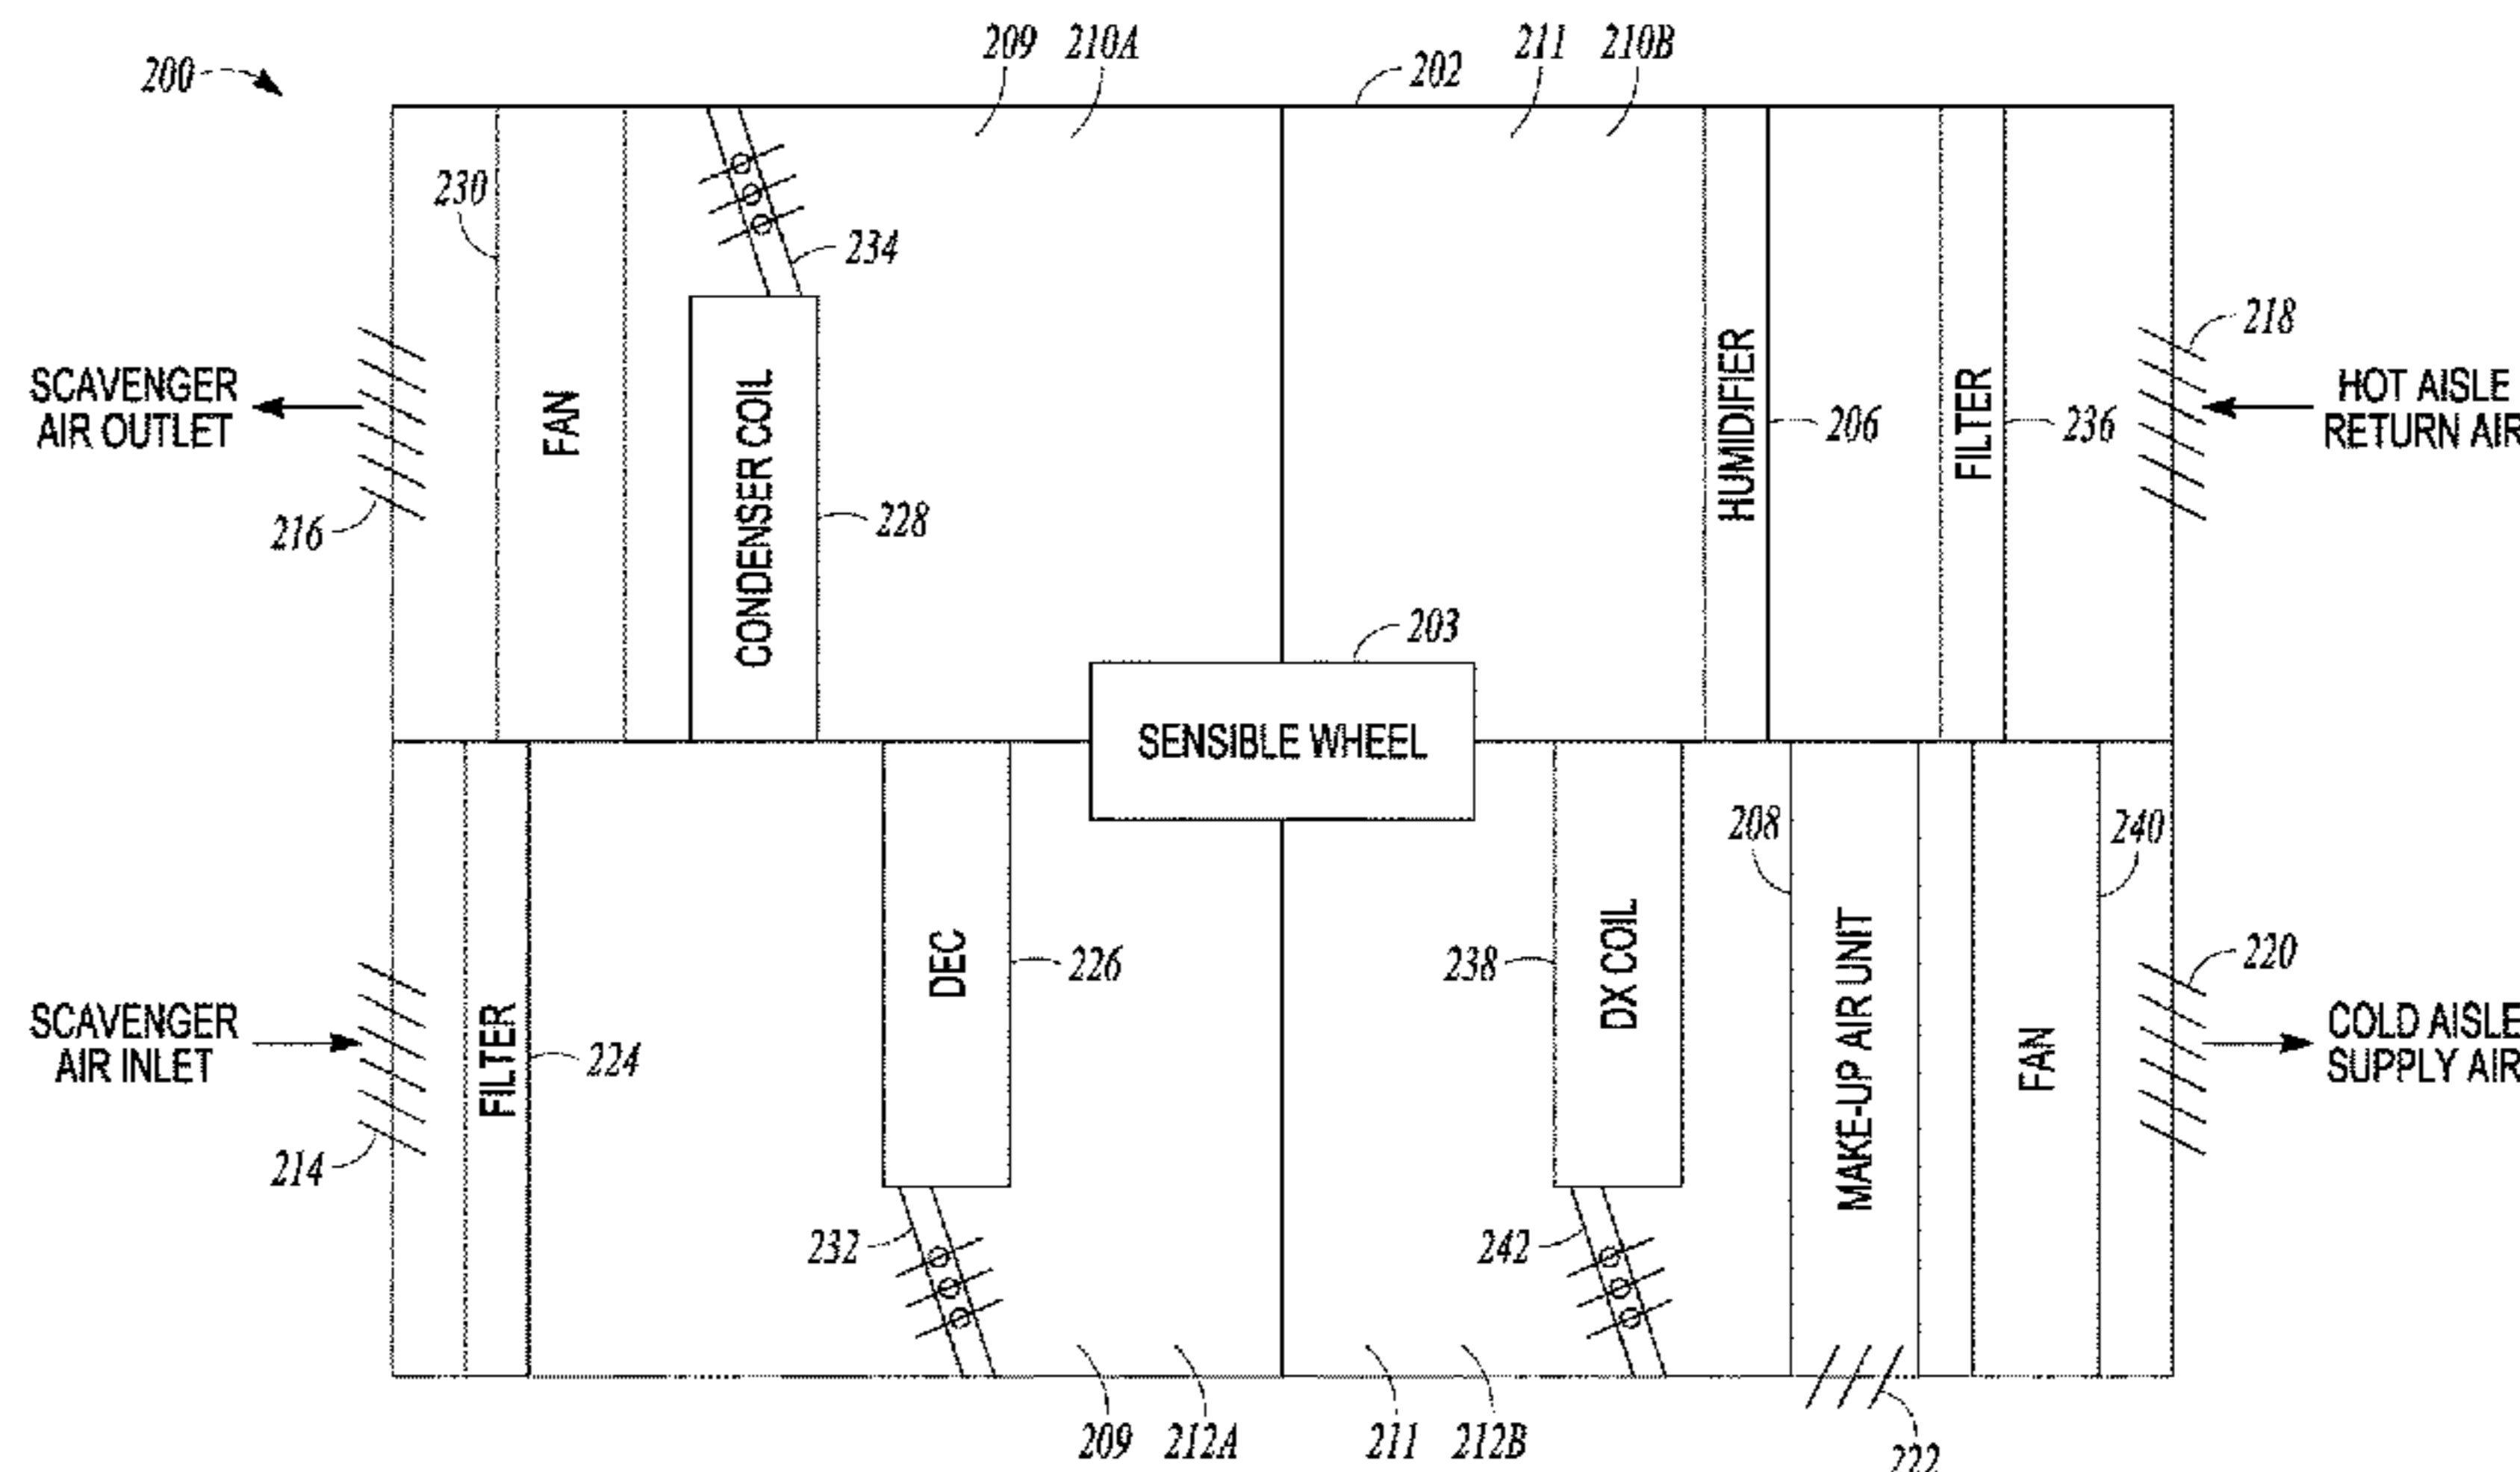 200
209
210A
211
210B
202
230
234
SCAVENGER
AIR OUTLET
216
FAN
CONDENSER COIL
228
HUMIDIFIER
206
FILTER
236
218
HOT AISLE
RETURN AIR
203
SENSIBLE WHEEL
SCAVENGER
AIR INLET
214
FILTER
224
DEC
226
232
238
DX COIL
242
208
MAKE-UP AIR UNIT
FAN
240
220
COLD AISLE
SUPPLY AIR
209
212A
211
212B
222